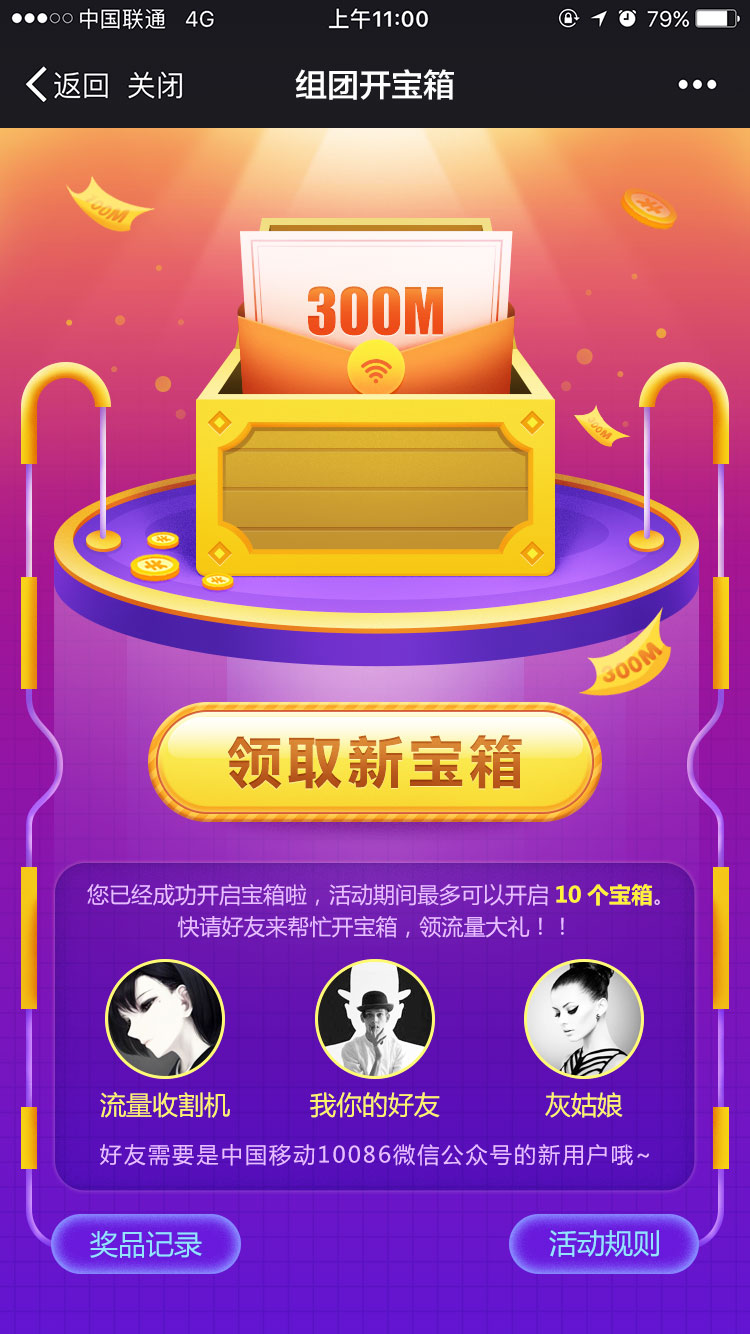 中国联通 4G 上午11:00 79%
返回 关闭 组团开宝箱
300M
300M
300M
300M
领取新宝箱
您已经成功开启宝箱啦，活动期间最多可以开启 10 个宝箱。
快请好友来帮忙开宝箱，领流量大礼！！
流量收割机 我你的好友 灰姑娘
好友需要是中国移动10086微信公众号的新用户哦~
奖品记录 活动规则